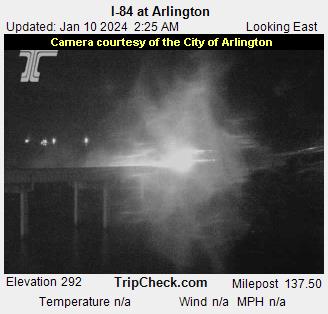 I-84 at Arlington
Updated: Jan 10 2024 2:25 AM Looking East
Camera courtesy of the City of Arlington
Elevation 292 TripCheck.com Milepost 137.50
Temperature n/a Wind n/a MPH n/a